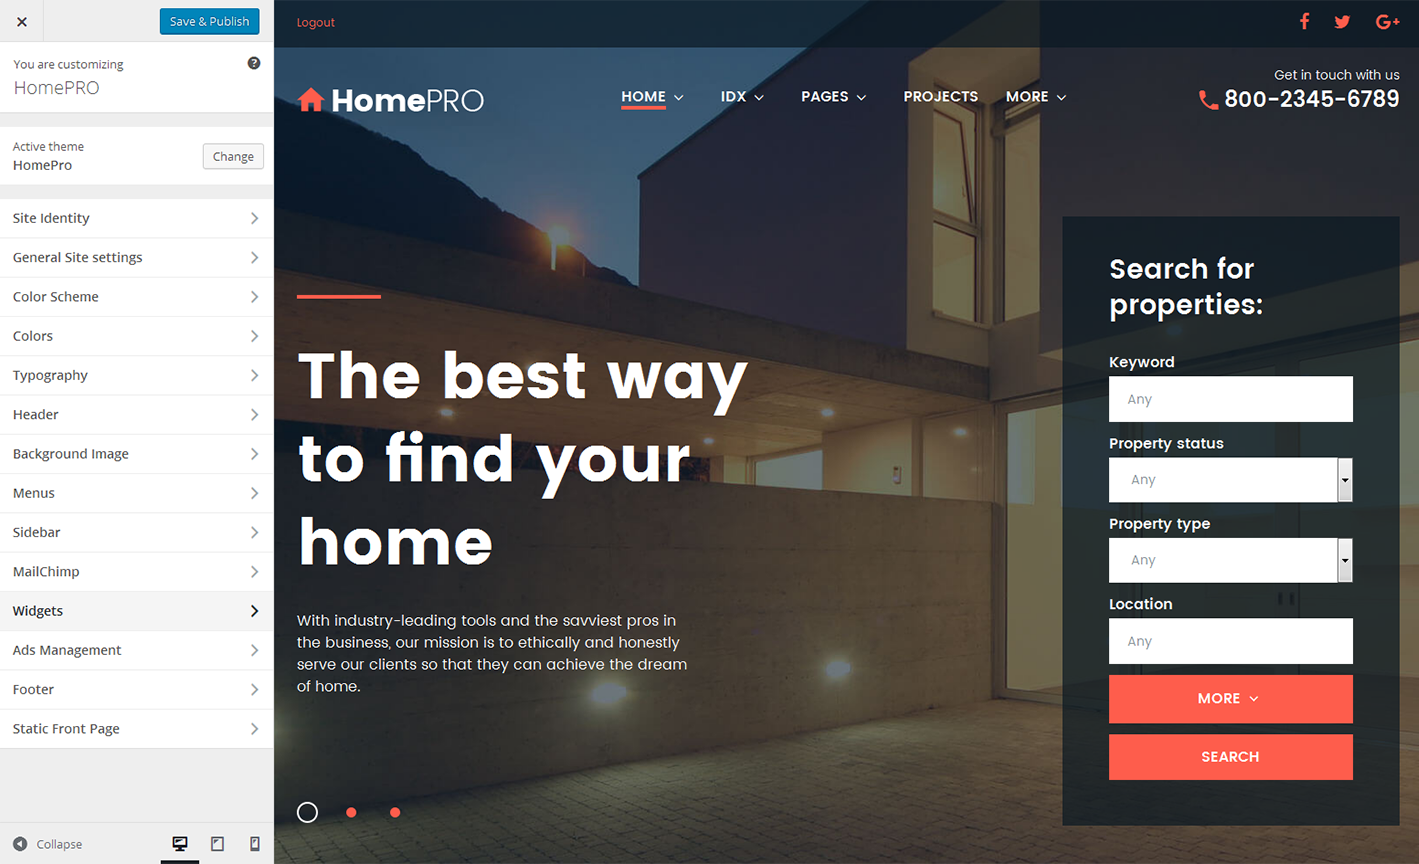 Save & Publish
You are customizing
HomePRO
Active theme
HomePro
Change
Site Identity
General Site settings
Color Scheme
Colors
Typography
Header
Background Image
Menus
Sidebar
MailChimp
Widgets
Ads Management
Footer
Static Front Page
Collapse
Logout
HomePRO
HOME IDX PAGES PROJECTS MORE
Get in touch with us
800-2345-6789
The best way
to find your
home
With industry-leading tools and the savviest pros in
the business, our mission is to ethically and honestly
serve our clients so that they can achieve the dream
of home.
Search for
properties:
Keyword
Any
Property status
Any
Property type
Any
Location
Any
MORE
SEARCH